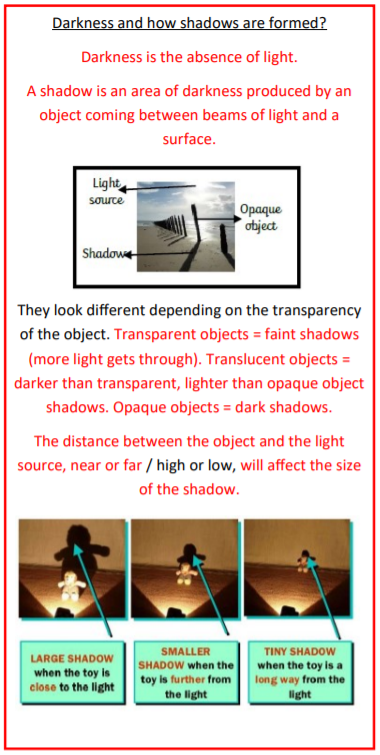 Darkness and how shadows are formed?
Darkness is the absence of light.
A shadow is an area of darkness produced by an
object coming between beams of light and a
surface.
Light
source
Opaque
object
Shadow
They look different depending on the transparency
of the object. Transparent objects = faint shadows
(more light gets through). Translucent objects =
darker than transparent, lighter than opaque object
shadows. Opaque objects = dark shadows.
The distance between the object and the light
source, near or far / high or low, will affect the size
of the shadow.
LARGE SHADOW
when the toy is
close to the light
SMALLER
SHADOW when the
toy is further from
the light
TINY SHADOW
when the toy is a
long way from the
light